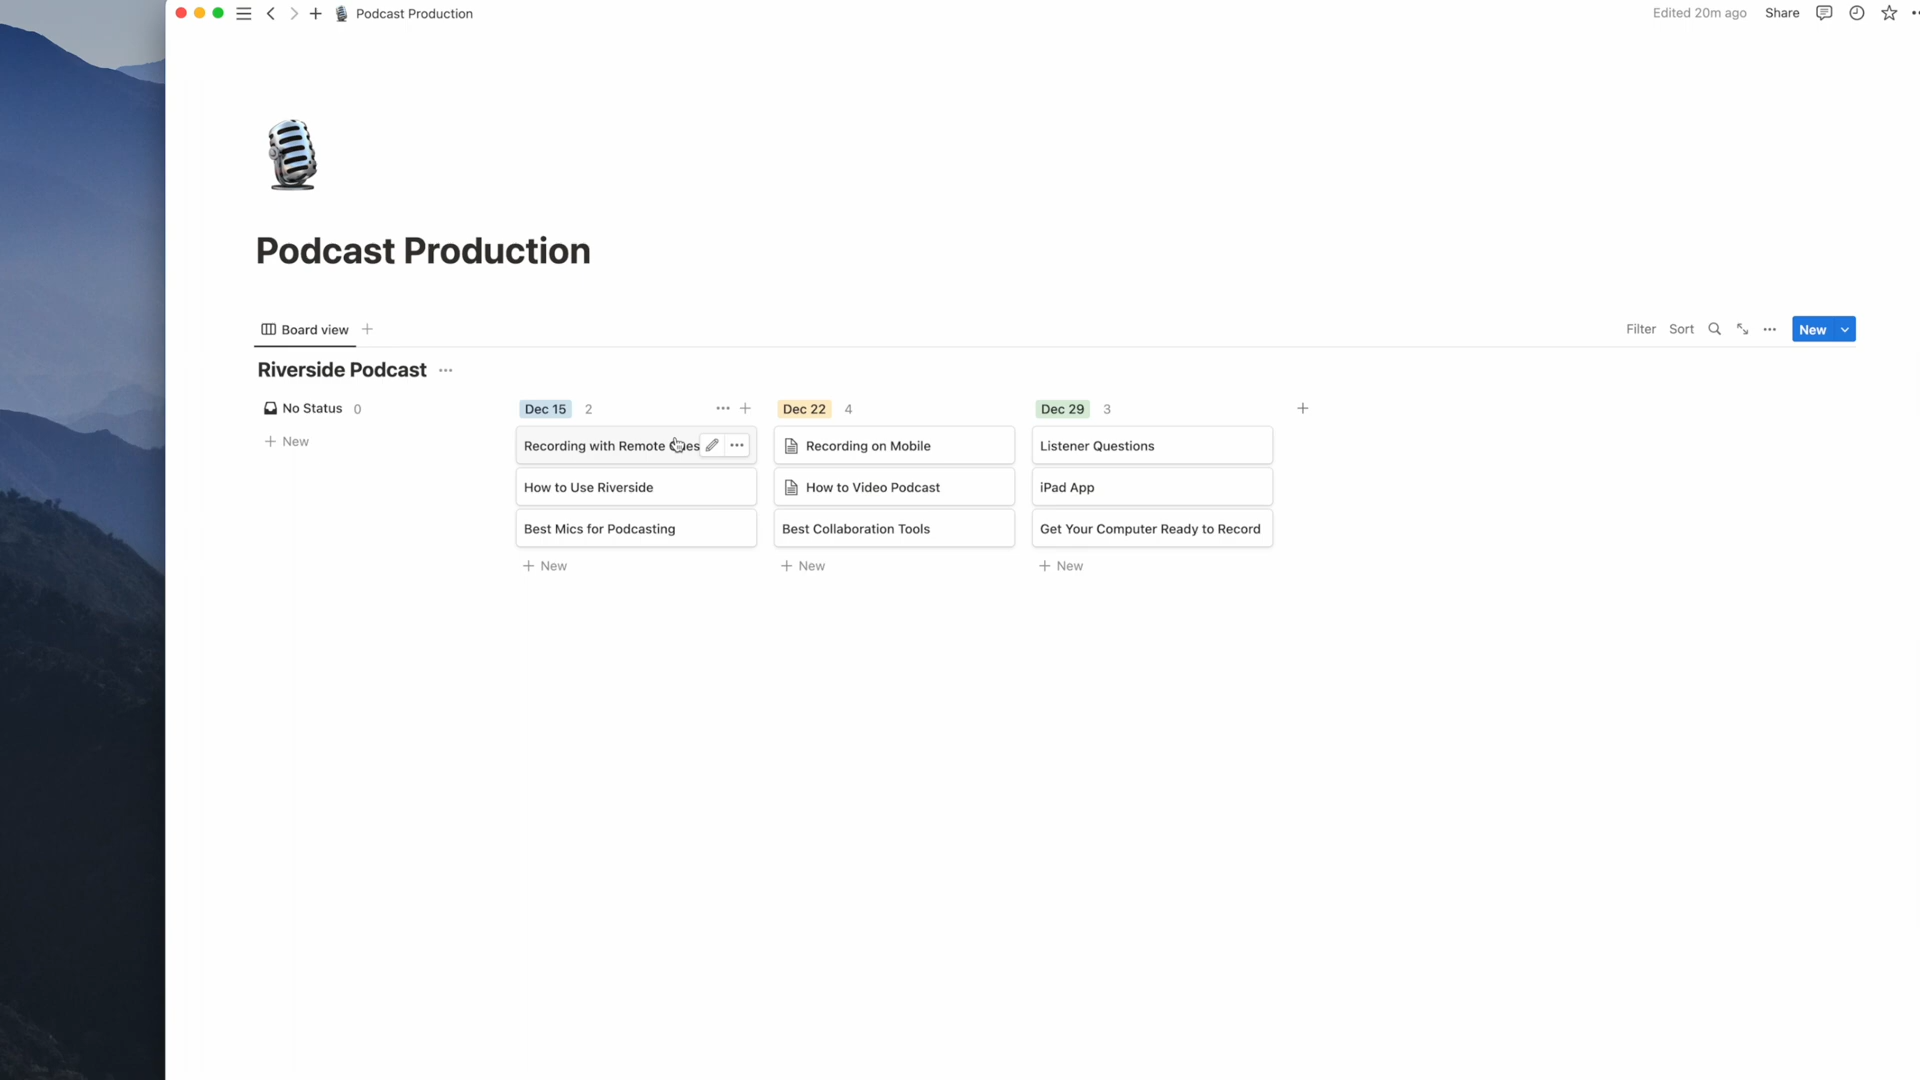 Podcast Production
Edited 20m ago
Share
Podcast Production
Board view
Filter
Sort
New
Riverside Podcast
No Status 0
New
Dec 15 2
Recording with Remote
How to Use Riverside
Best Mics for Podcasting
New
Dec 22 4
Recording on Mobile
How to Video Podcast
Best Collaboration Tools
New
Dec 29 3
Listener Questions
iPad App
Get Your Computer Ready to Record
New